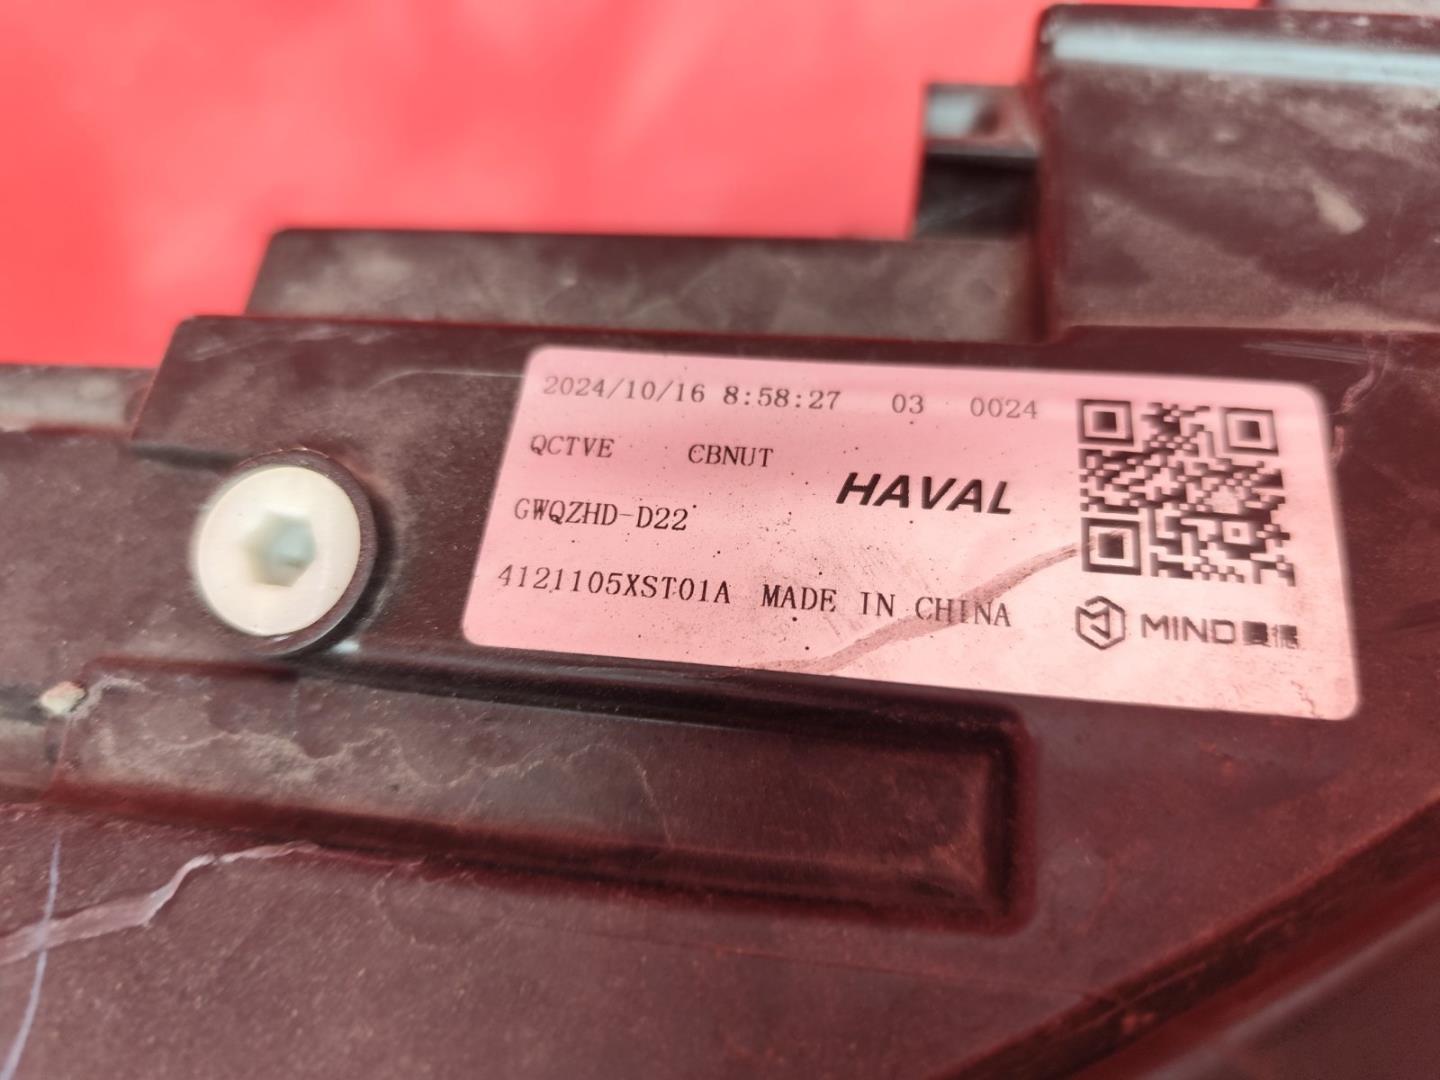 2024/10/16 8:58:27 03 0024
QCTVE CBNUT
HAVAL
GWQZHD-D22
4121105XST01A MADE IN CHINA
MIND